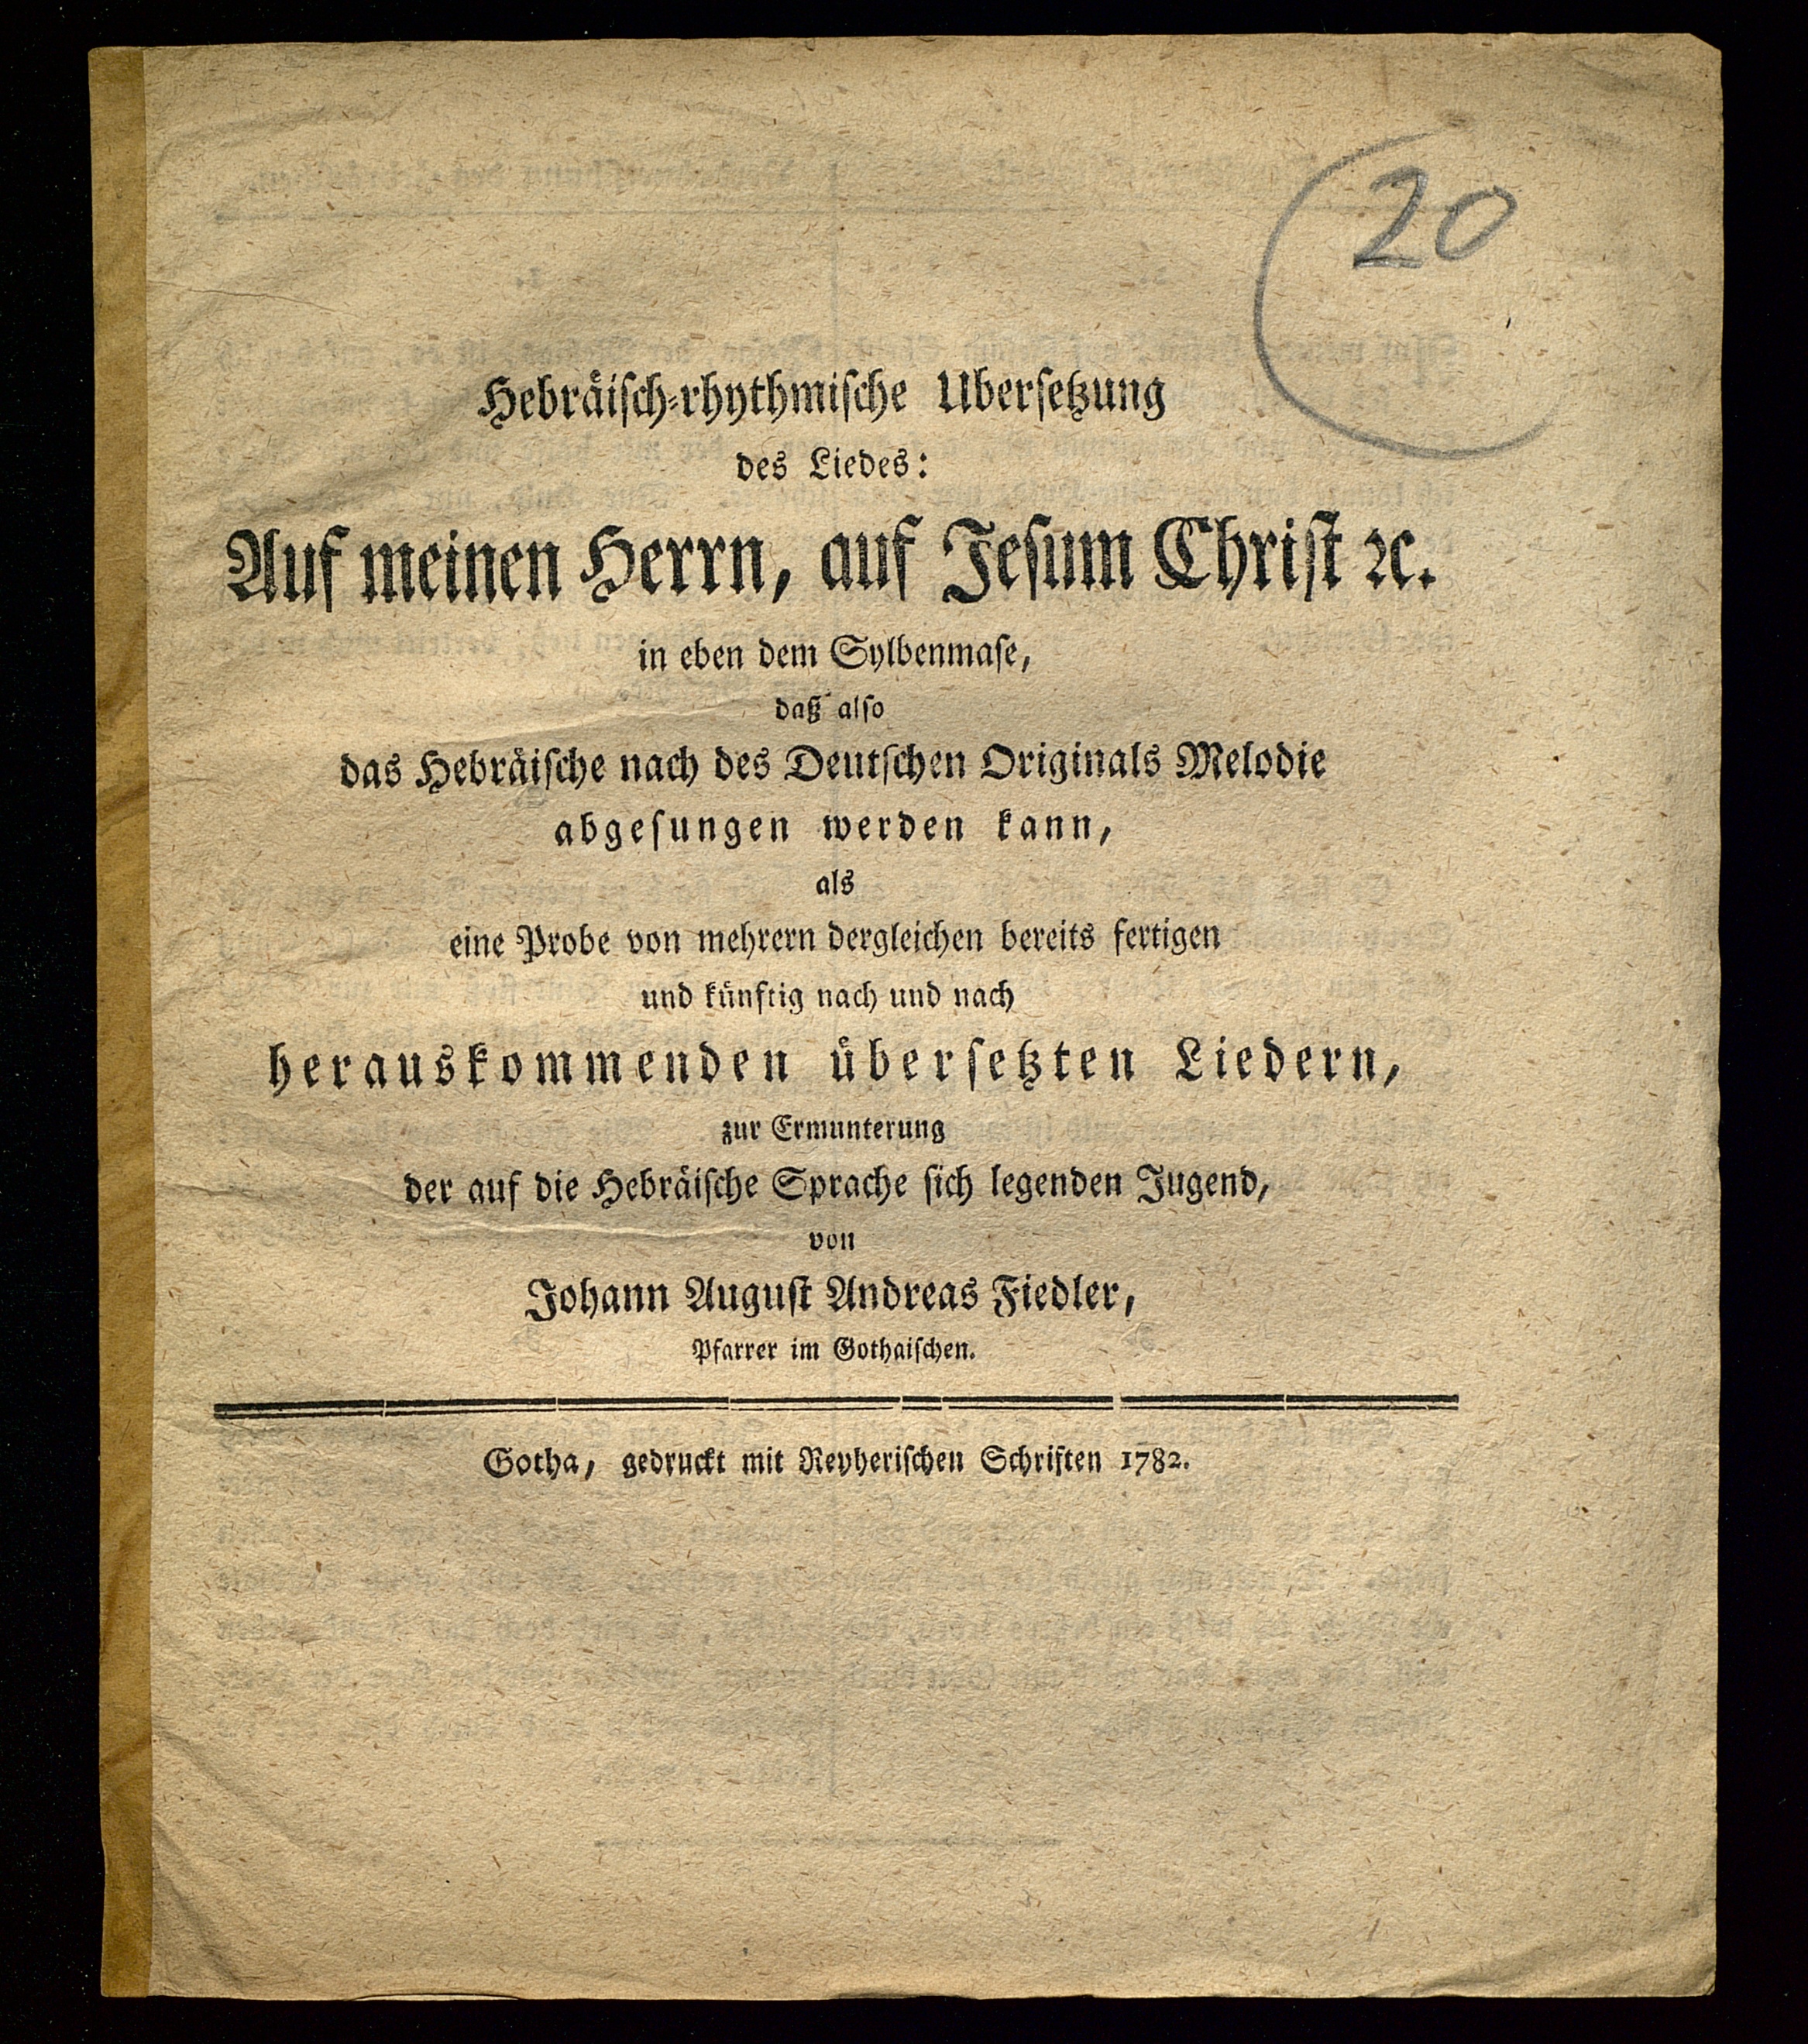 20
Hebräisch-rhythmische Ubersetzung
des Liedes:
Auf meinen Herrn, auf Jesum Christ ꝛc.
in eben dem Sylbenmase,
daß also
das Hebräische nach des Deutschen Originals Melodie
abgesungen werden kann,
als
eine Probe von mehrern dergleichen bereits fertigen
und künftig nach und nach
herauskommenden übersetzten Liedern,
zur Ermunterung
der auf die Hebräische Sprache sich legenden Jugend,
von
Johann August Andreas Fiedler,
Pfarrer im Gothaischen.
Gotha, gedruckt mit Reyherischen Schriften 1782.